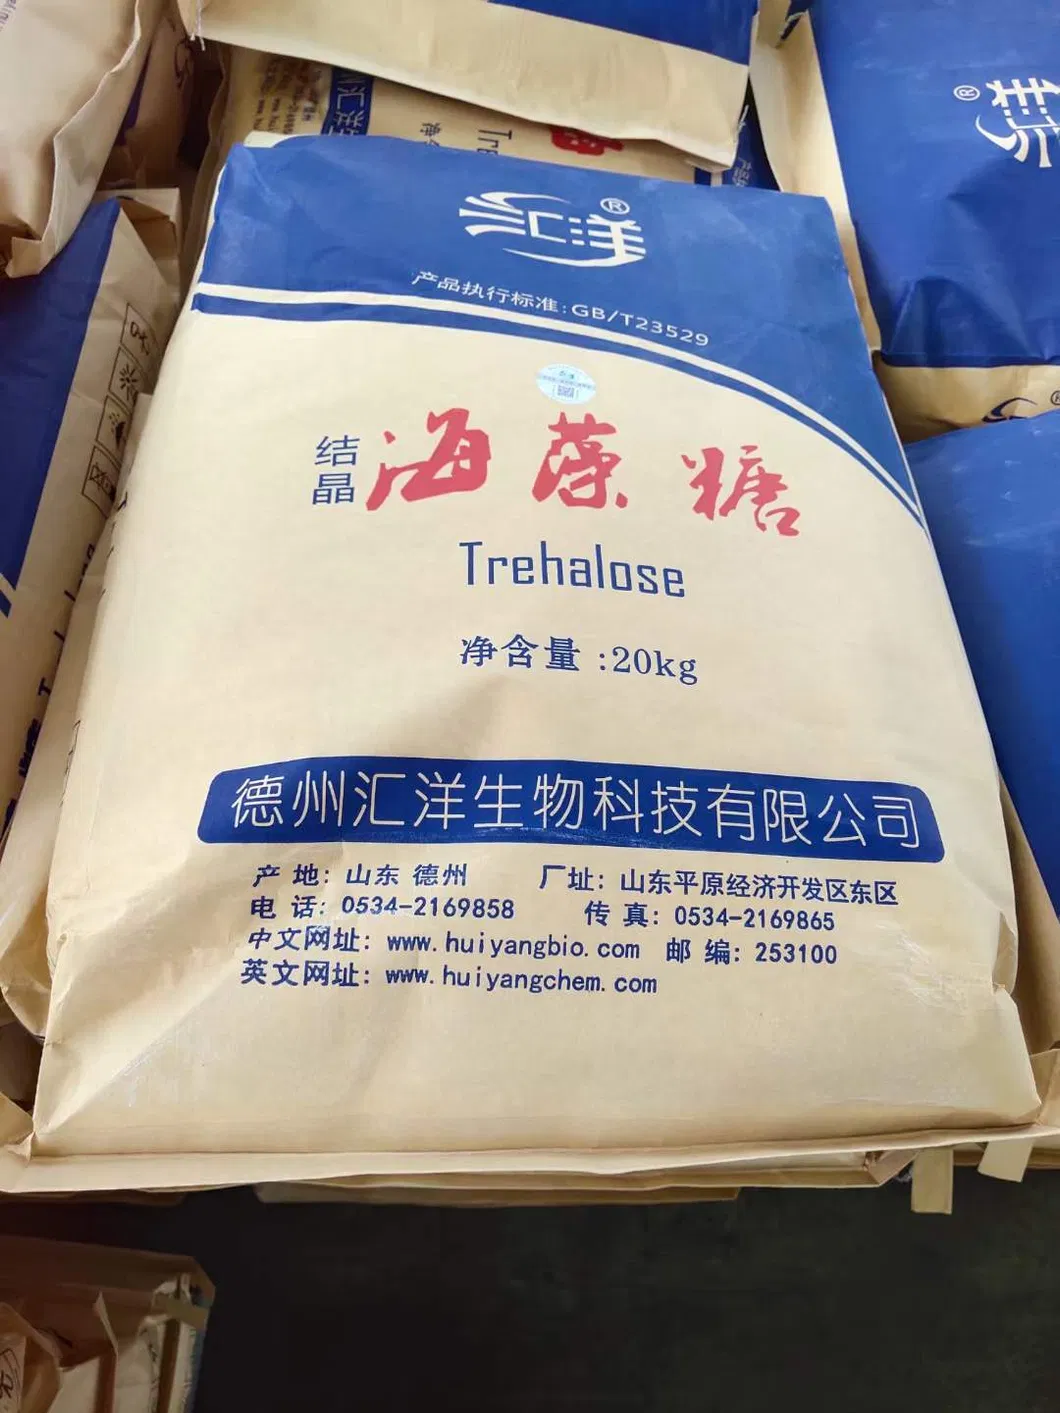 汇洋®
产品执行标准:GB/T23529
结晶 海藻糖
Trehalose
净含量:20kg
德州汇洋生物科技有限公司
产地: 山东 德州 厂址: 山东平原经济开发区东区
电话: 0534-2169858 传真: 0534-2169865
中文网址: www.huiyangbio.com 邮编: 253100
英文网址: www.huiyangchem.com